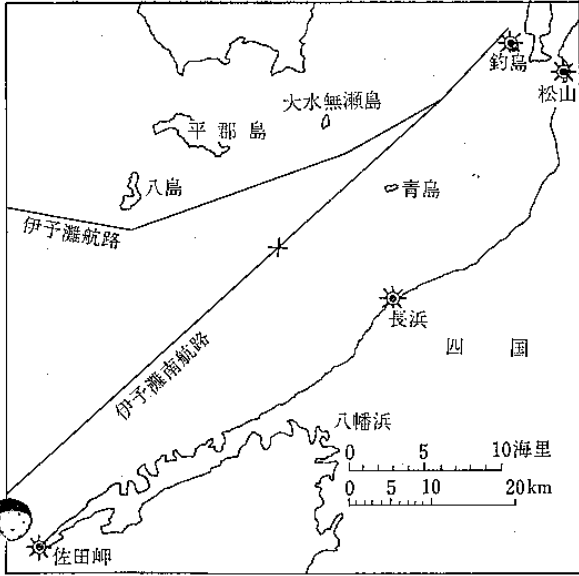 釣島
松山
大水無瀬島
平郡島
八島
青島
伊予灘航路
長浜
四国
伊予灘南航路
八幡浜
0 5 10海里
0 5 10 20km
佐田岬